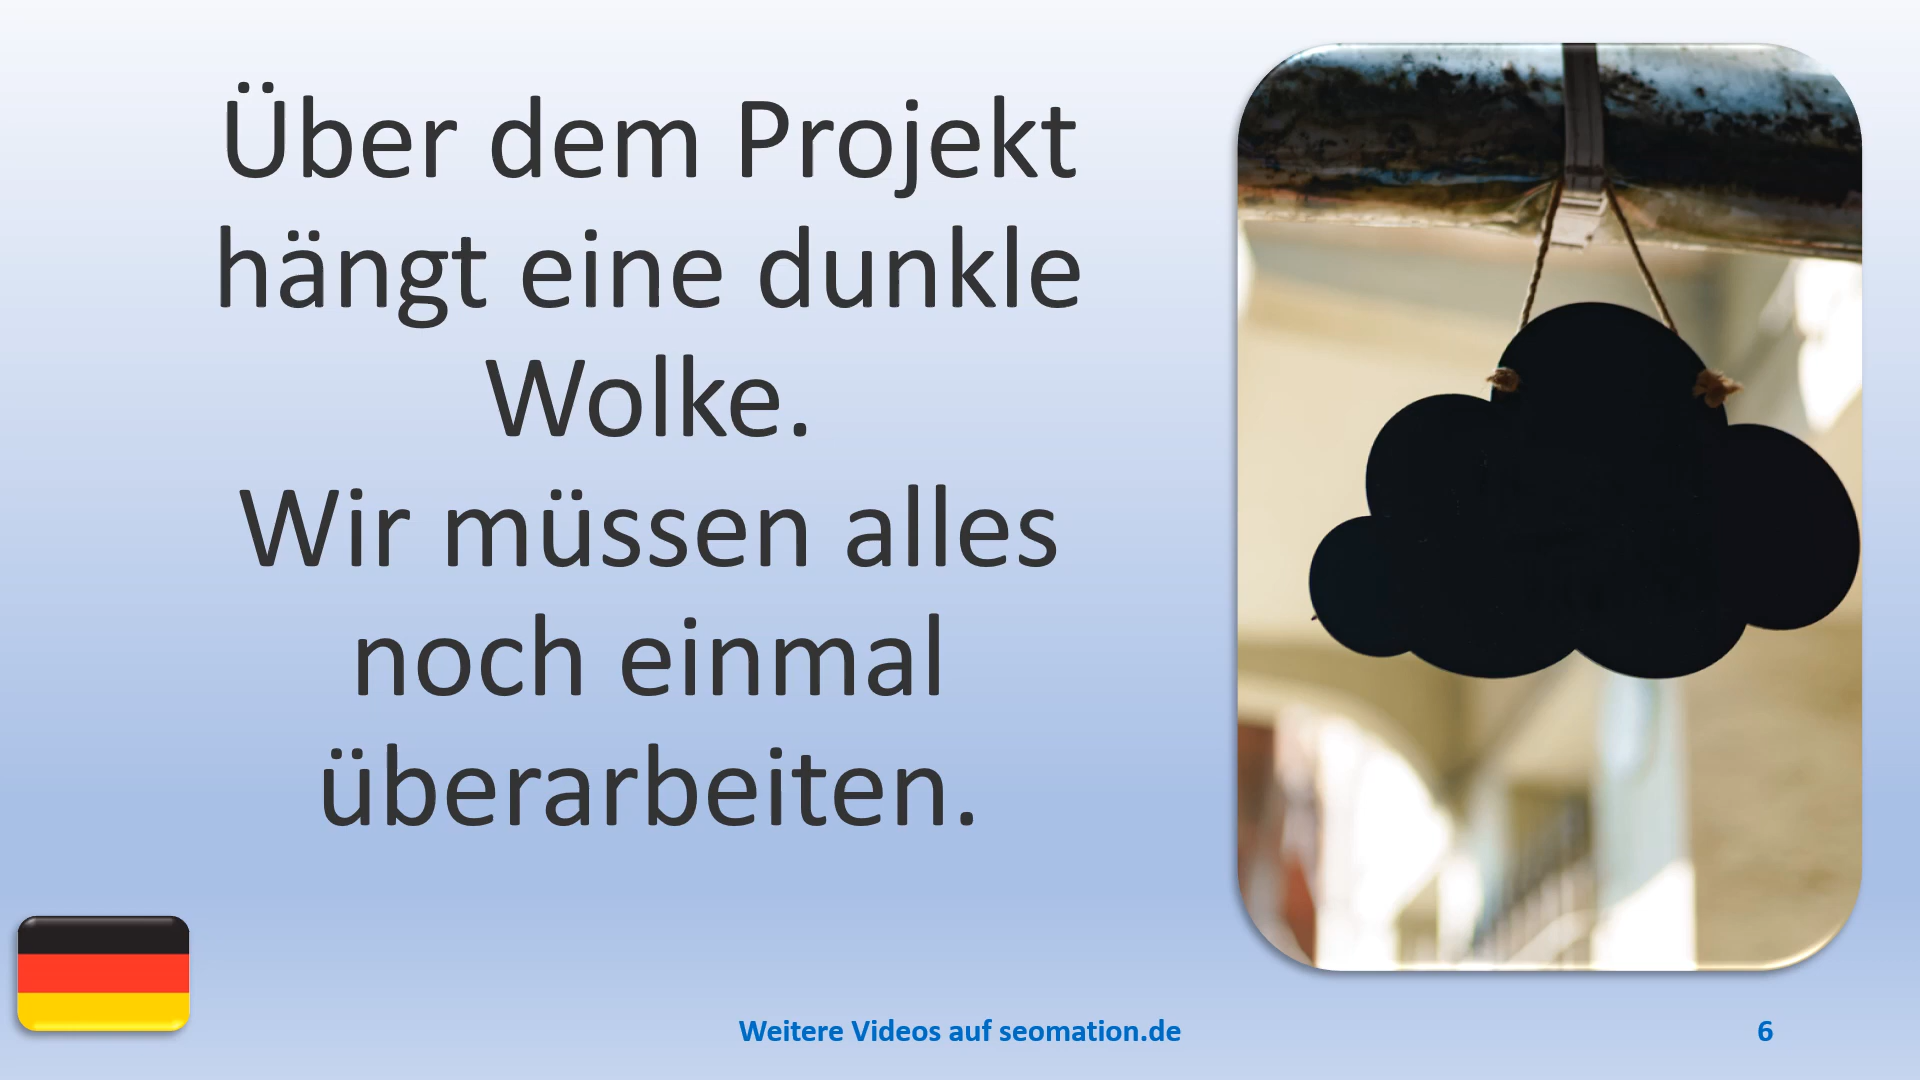 Über dem Projekt
hängt eine dunkle
Wolke.
Wir müssen alles
noch einmal
überarbeiten.
Weitere Videos auf seomation.de
6